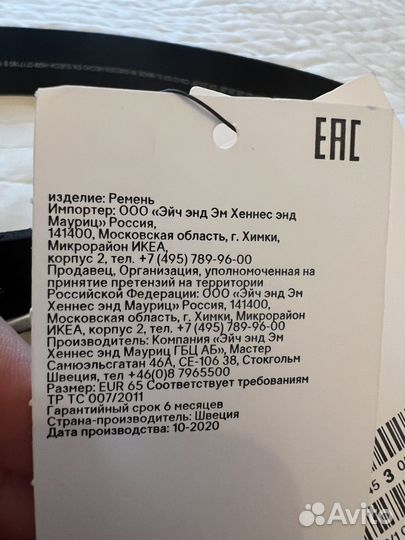 EAC
изделие: Ремень
Импортер: ООО «Эйч энд Эм Хеннес энд
Мауриц» Россия,
141400, Московская область, г. Химки,
Микрорайон ИКЕА,
корпус 2, тел. +7 (495) 789-96-00
Продавец, Организация, уполномоченная на
принятие претензий на территории
Российской Федерации: ООО «Эйч энд Эм
Хеннес энд Мауриц» Россия, 141400,
Московская область, г. Химки, Микрорайон
ИКЕА, корпус 2, тел. +7 (495) 789-96-00
Производитель: Компания «Эйч энд Эм
Хеннес энд Мауриц ГБЦ АБ», Мастер
Самюэльсгатан 46А, СЕ-106 38, Стокгольм
Швеция, тел +46(0)8 7965500
Размер: EUR 65 Соответствует требованиям
ТР ТС 007/2011
Гарантийный срок 6 месяцев
Страна-производитель: Швеция
Дата производства: 10-2020
45 3
Avito